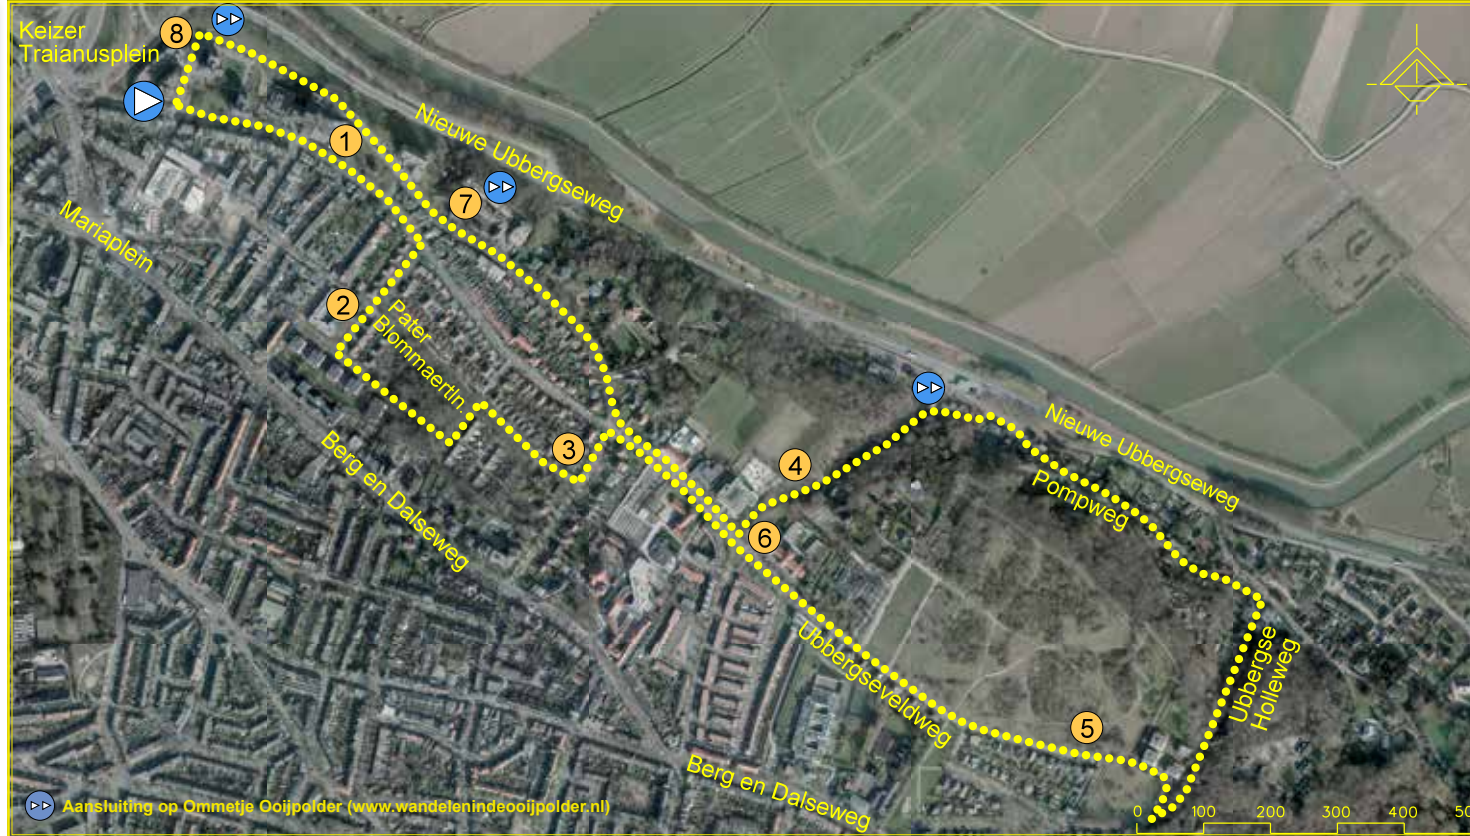 Keizer
Traianusplein
8
1
Nieuwe Ubbergseweg
7
Mariaplein
2
Pater
Blommaertln.
3
Berg en Dalseweg
4
Nieuwe Ubbergseweg
Pompweg
6
Ubbergseveldweg
Ubbergse
Holleweg
5
Berg en Dalseweg
Aansluiting op Ommetje Ooijpolder (www.wandelenindeooijpolder.nl)
0 100 200 300 400